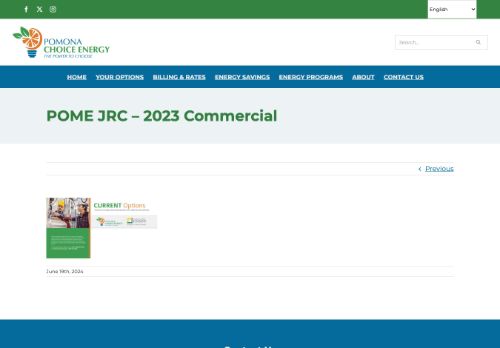 English
POMONA
CHOICE ENERGY
THE POWER TO CHOOSE
Search...
HOME YOUR OPTIONS BILLING & RATES ENERGY SAVINGS ENERGY PROGRAMS ABOUT CONTACT US
POME JRC – 2023 Commercial
Previous
CURRENT Options
June 19th, 2024